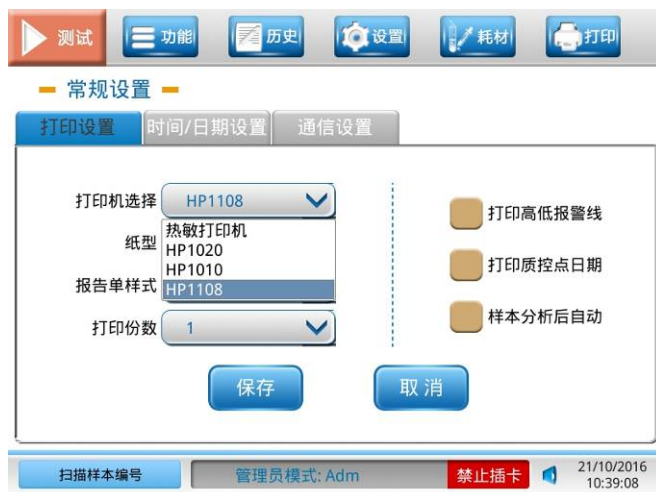 测试 功能 历史 设置 耗材 打印
常规设置
打印设置 时间/日期设置 通信设置
打印机选择 HP1108
热敏打印机
纸型 HP1020
HP1010
报告单样式 HP1108
打印份数 1
打印高低报警线
打印质控点日期
样本分析后自动
保存 取消
扫描样本编号 管理员模式: Adm 禁止插卡 21/10/2016
10:39:08